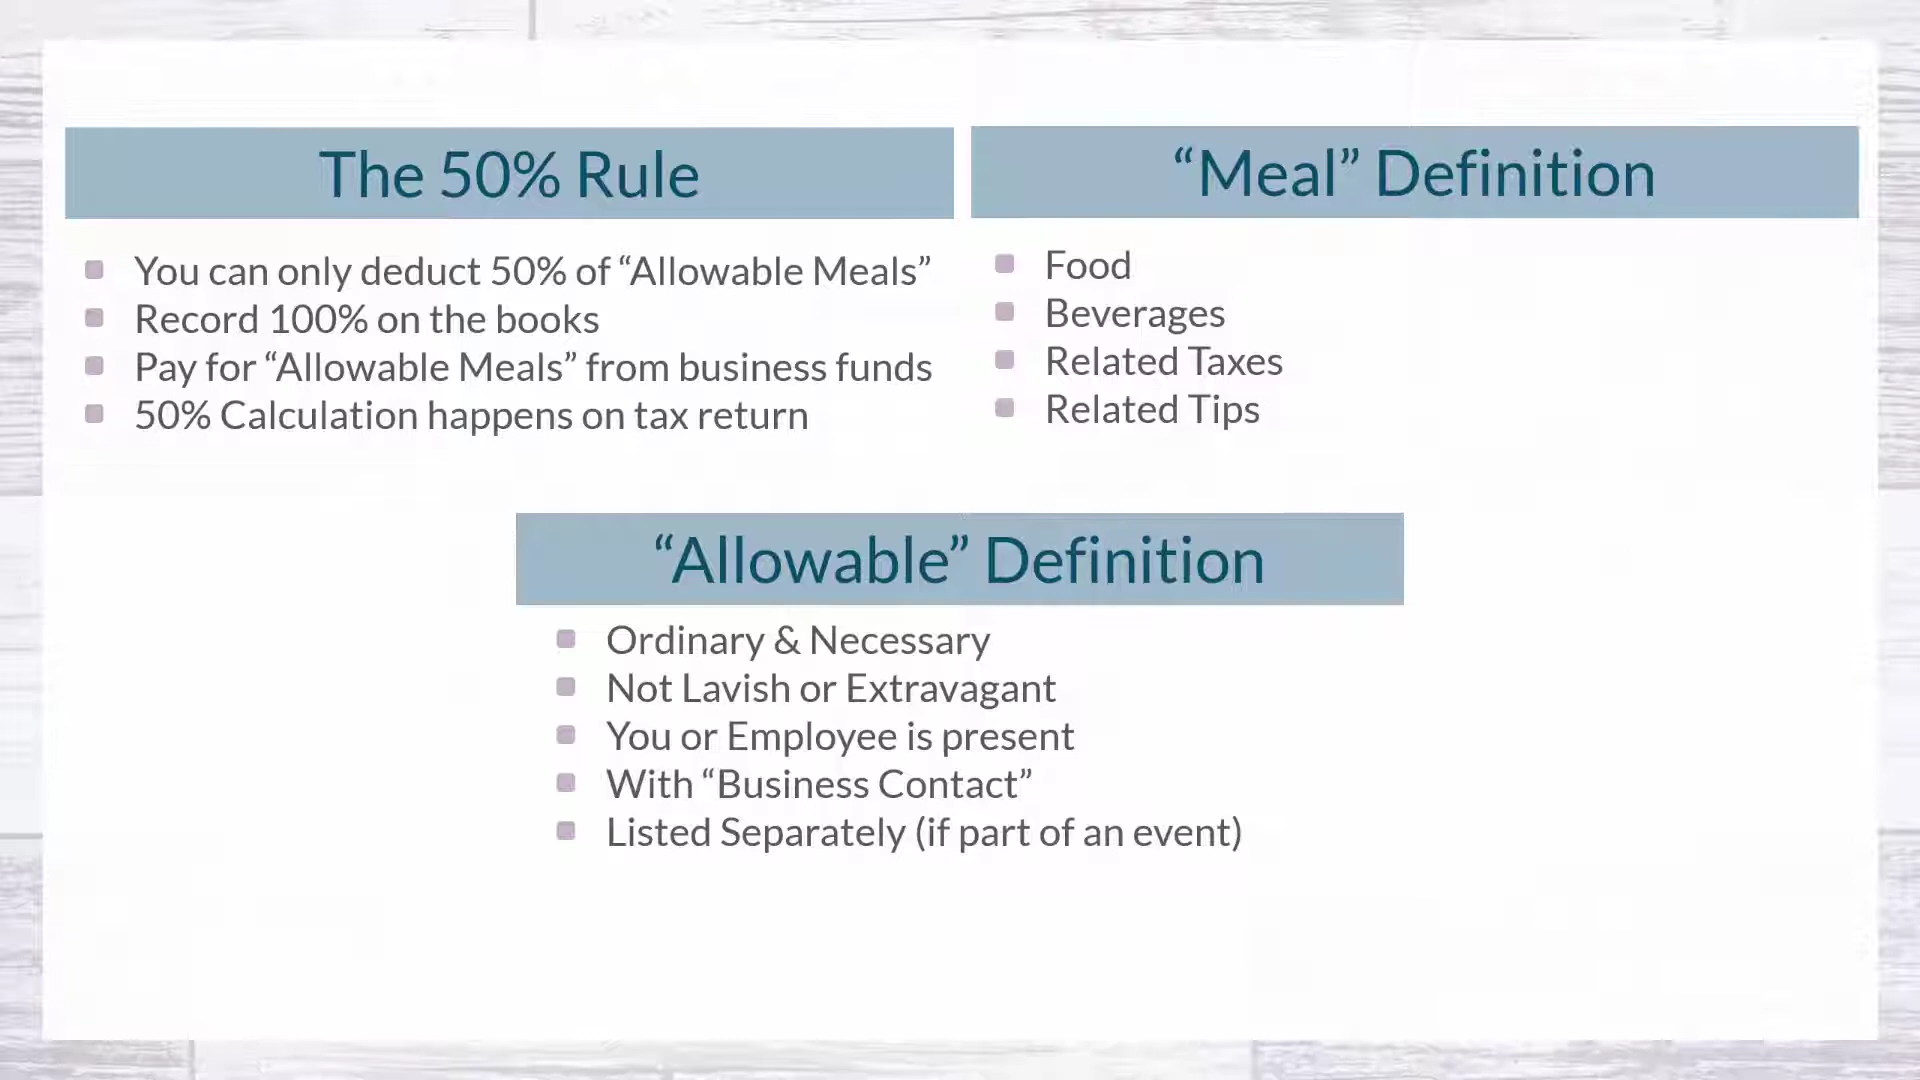 The 50% Rule
You can only deduct 50% of “Allowable Meals”
Record 100% on the books
Pay for “Allowable Meals” from business funds
50% Calculation happens on tax return
“Meal” Definition
Food
Beverages
Related Taxes
Related Tips
“Allowable” Definition
Ordinary & Necessary
Not Lavish or Extravagant
You or Employee is present
With “Business Contact”
Listed Separately (if part of an event)